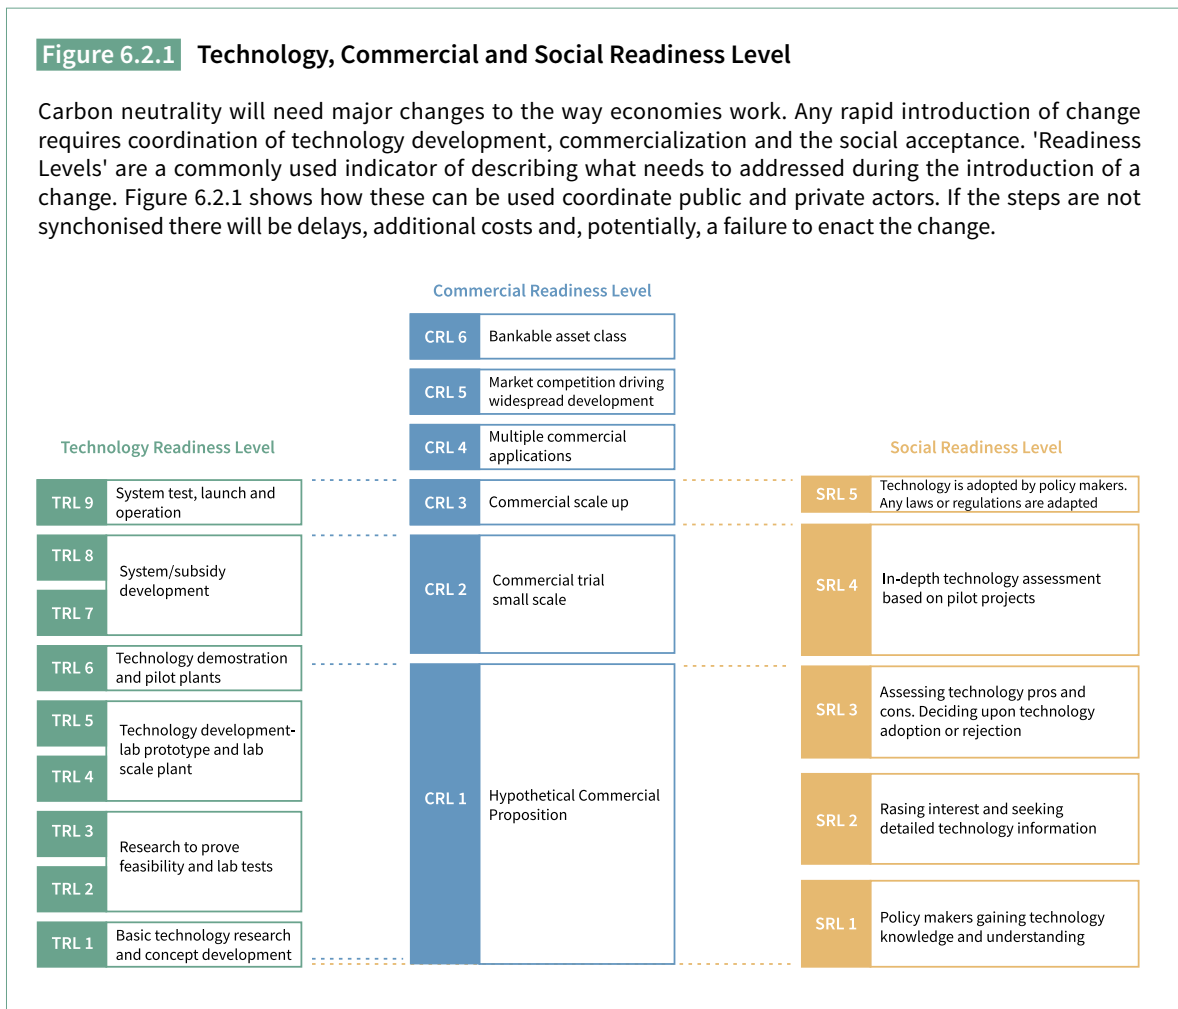 Figure 6.2.1 Technology, Commercial and Social Readiness Level
Carbon neutrality will need major changes to the way economies work. Any rapid introduction of change
requires coordination of technology development, commercialization and the social acceptance. 'Readiness
Levels' are a commonly used indicator of describing what needs to addressed during the introduction of a
change. Figure 6.2.1 shows how these can be used coordinate public and private actors. If the steps are not
synchonised there will be delays, additional costs and, potentially, a failure to enact the change.
Technology Readiness Level
TRL 9
System test, launch and
operation
TRL 8
TRL 7
System/subsidy
development
TRL 6
Technology demostration
and pilot plants
TRL 5
TRL 4
Technology development-
lab prototype and lab
scale plant
TRL 3
TRL 2
Research to prove
feasibility and lab tests
TRL 1
Basic technology research
and concept development
Commercial Readiness Level
CRL 6
Bankable asset class
CRL 5
Market competition driving
widespread development
CRL 4
Multiple commercial
applications
CRL 3
Commercial scale up
CRL 2
Commercial trial
small scale
CRL 1
Hypothetical Commercial
Proposition
Social Readiness Level
SRL 5
Technology is adopted by policy makers.
Any laws or regulations are adapted
SRL 4
In-depth technology assessment
based on pilot projects
SRL 3
Assessing technology pros and
cons. Deciding upon technology
adoption or rejection
SRL 2
Rasing interest and seeking
detailed technology information
SRL 1
Policy makers gaining technology
knowledge and understanding